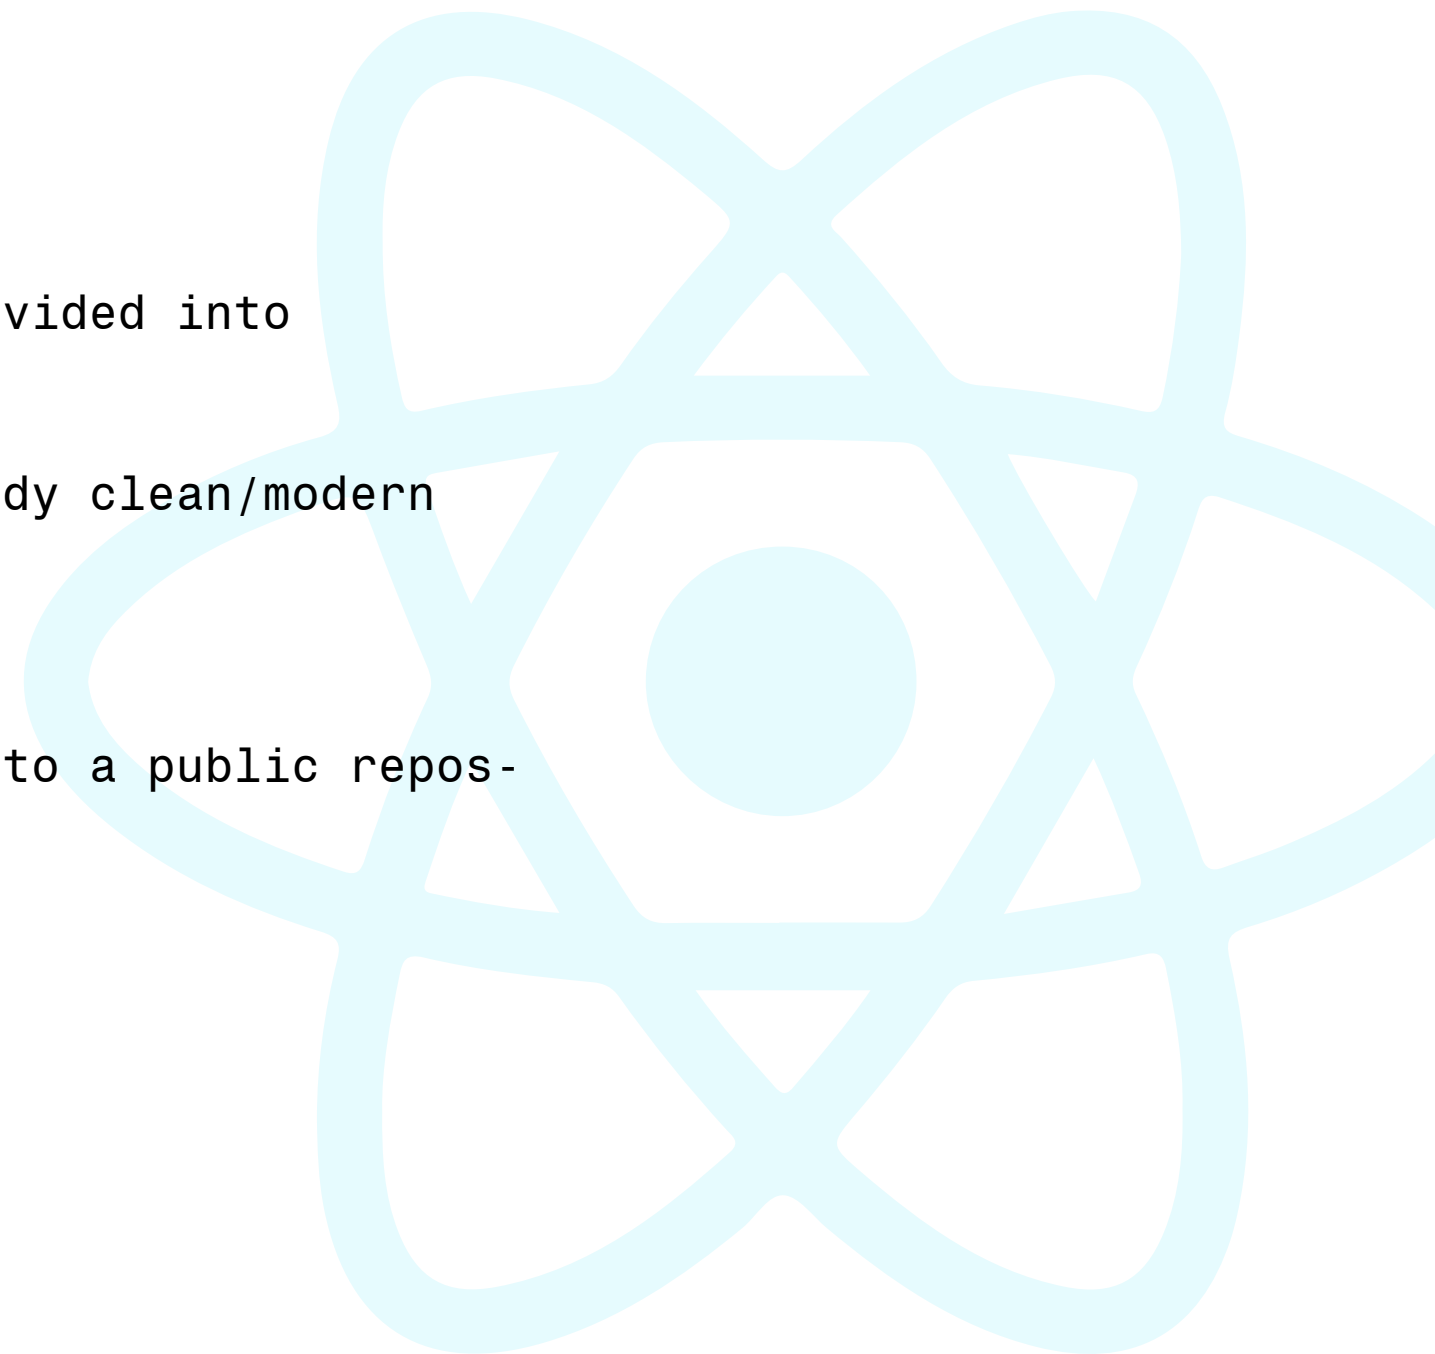 vided into
dy clean/modern
to a public repos-